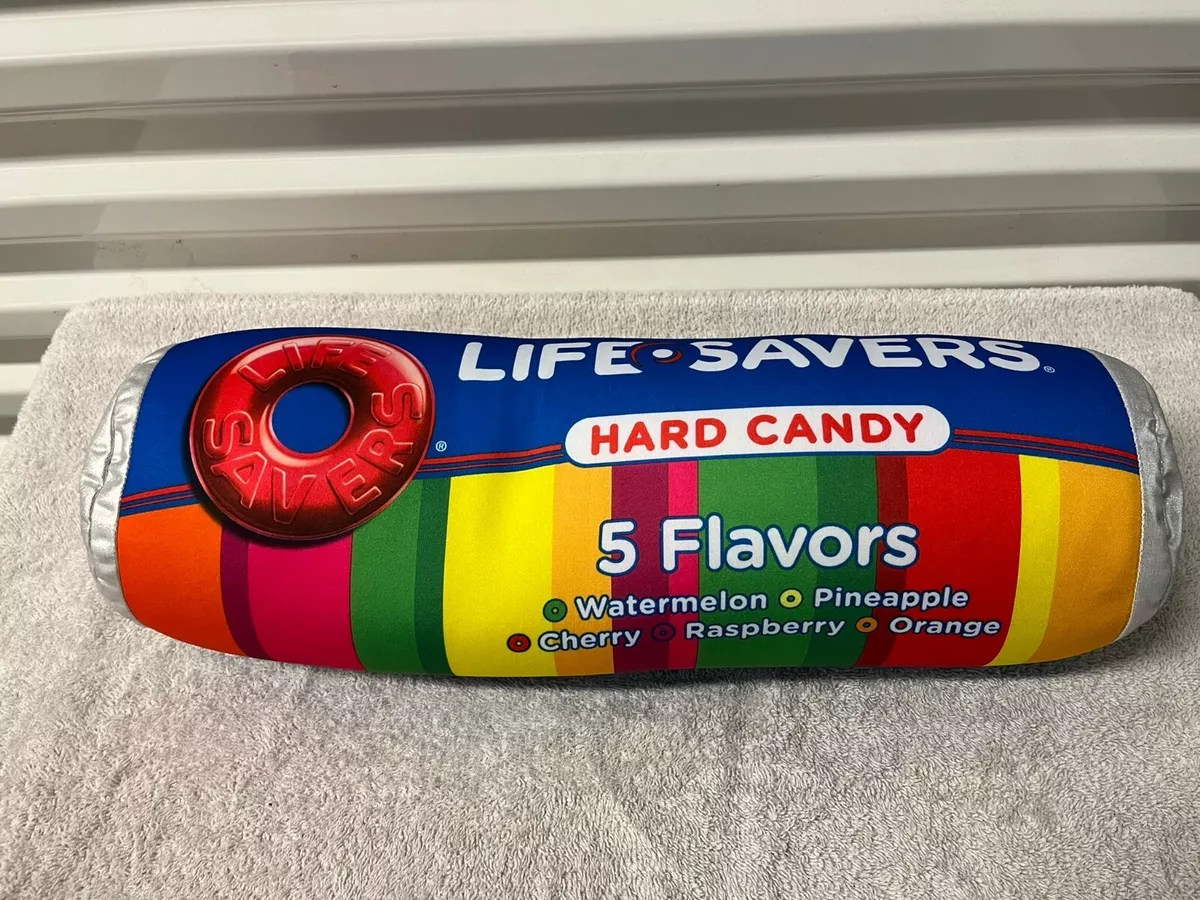 LIFE SAVERS
LIFE SAVERS®
®
HARD CANDY
5 Flavors
Watermelon Pineapple
Cherry Raspberry Orange